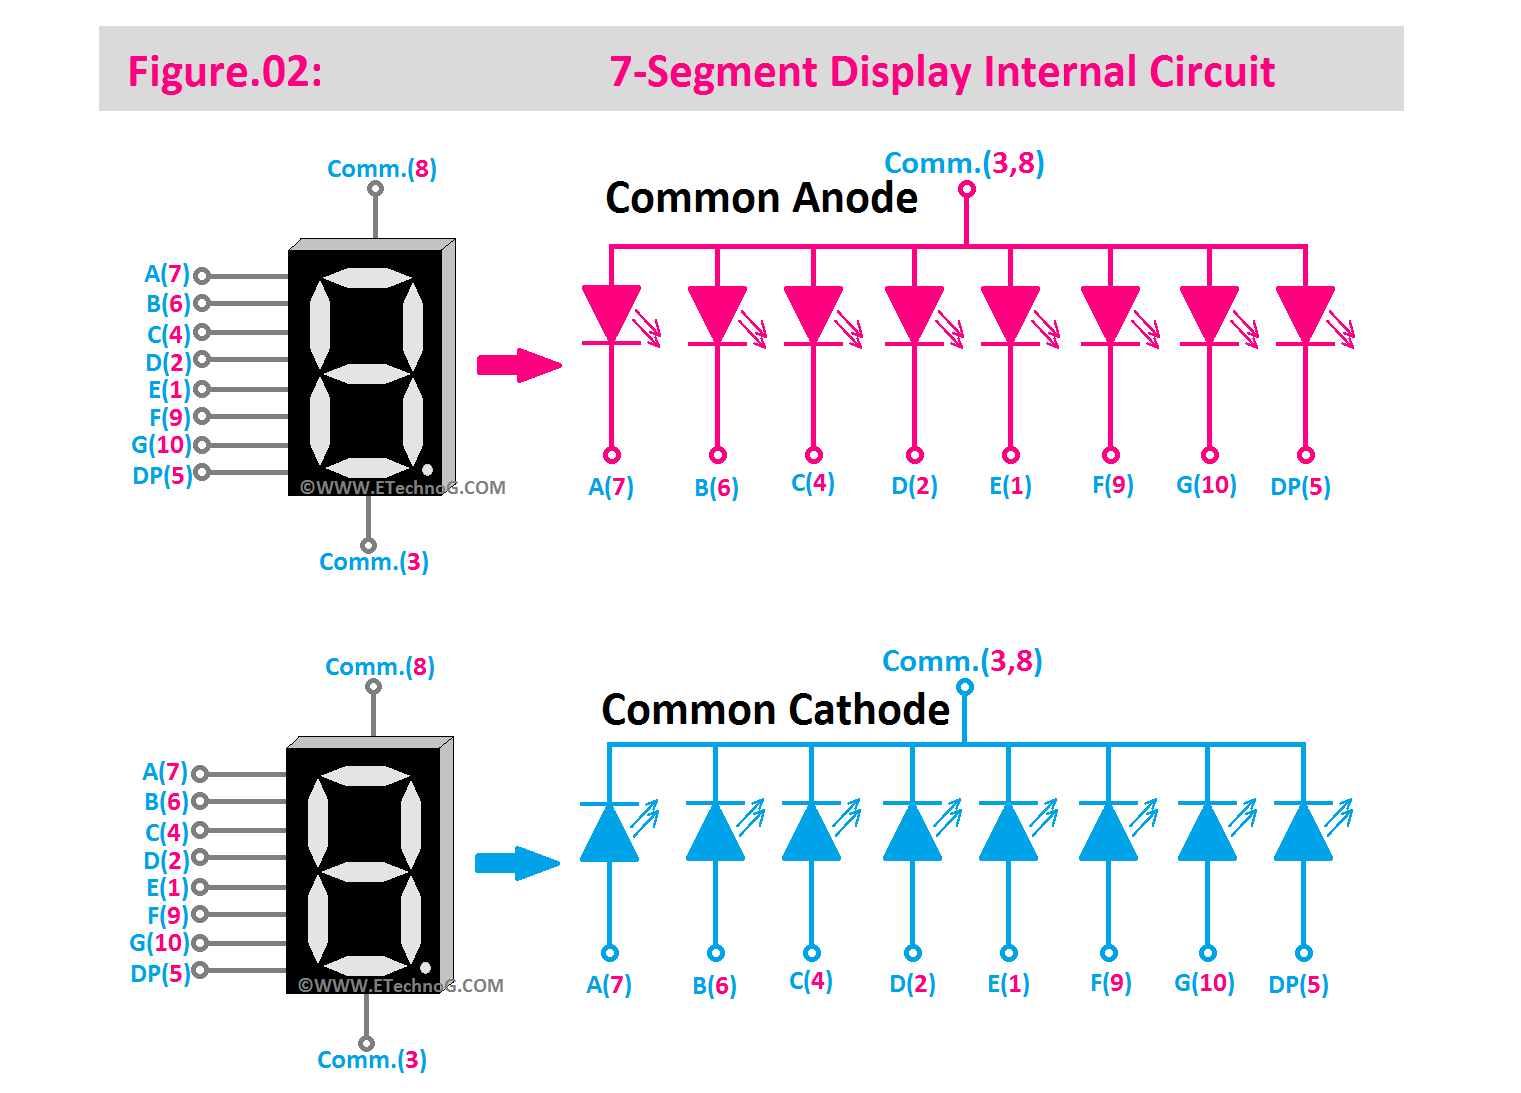 Figure.02: 7-Segment Display Internal Circuit
Comm.(8)
A(7)
B(6)
C(4)
D(2)
E(1)
F(9)
G(10)
DP(5)
©WWW.ETechnoG.COM
Comm.(3)
Comm.(3,8)
Common Anode
A(7) B(6) C(4) D(2) E(1) F(9) G(10) DP(5)
Comm.(8)
A(7)
B(6)
C(4)
D(2)
E(1)
F(9)
G(10)
DP(5)
©WWW.ETechnoG.COM
Comm.(3)
Comm.(3,8)
Common Cathode
A(7) B(6) C(4) D(2) E(1) F(9) G(10) DP(5)